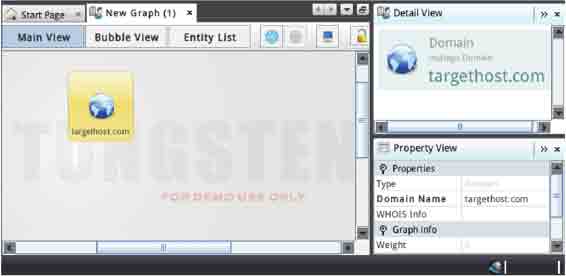 Start Page
New Graph (1)
Main View
Bubble View
Entity List
targethost.com
TUNGSTEN
FOR DEMO USE ONLY
Detail View
Domain
maltego.Domain
targethost.com
Property View
Properties
Type
Domain Name targethost.com
WHOIS Info
Graph Info
Weight